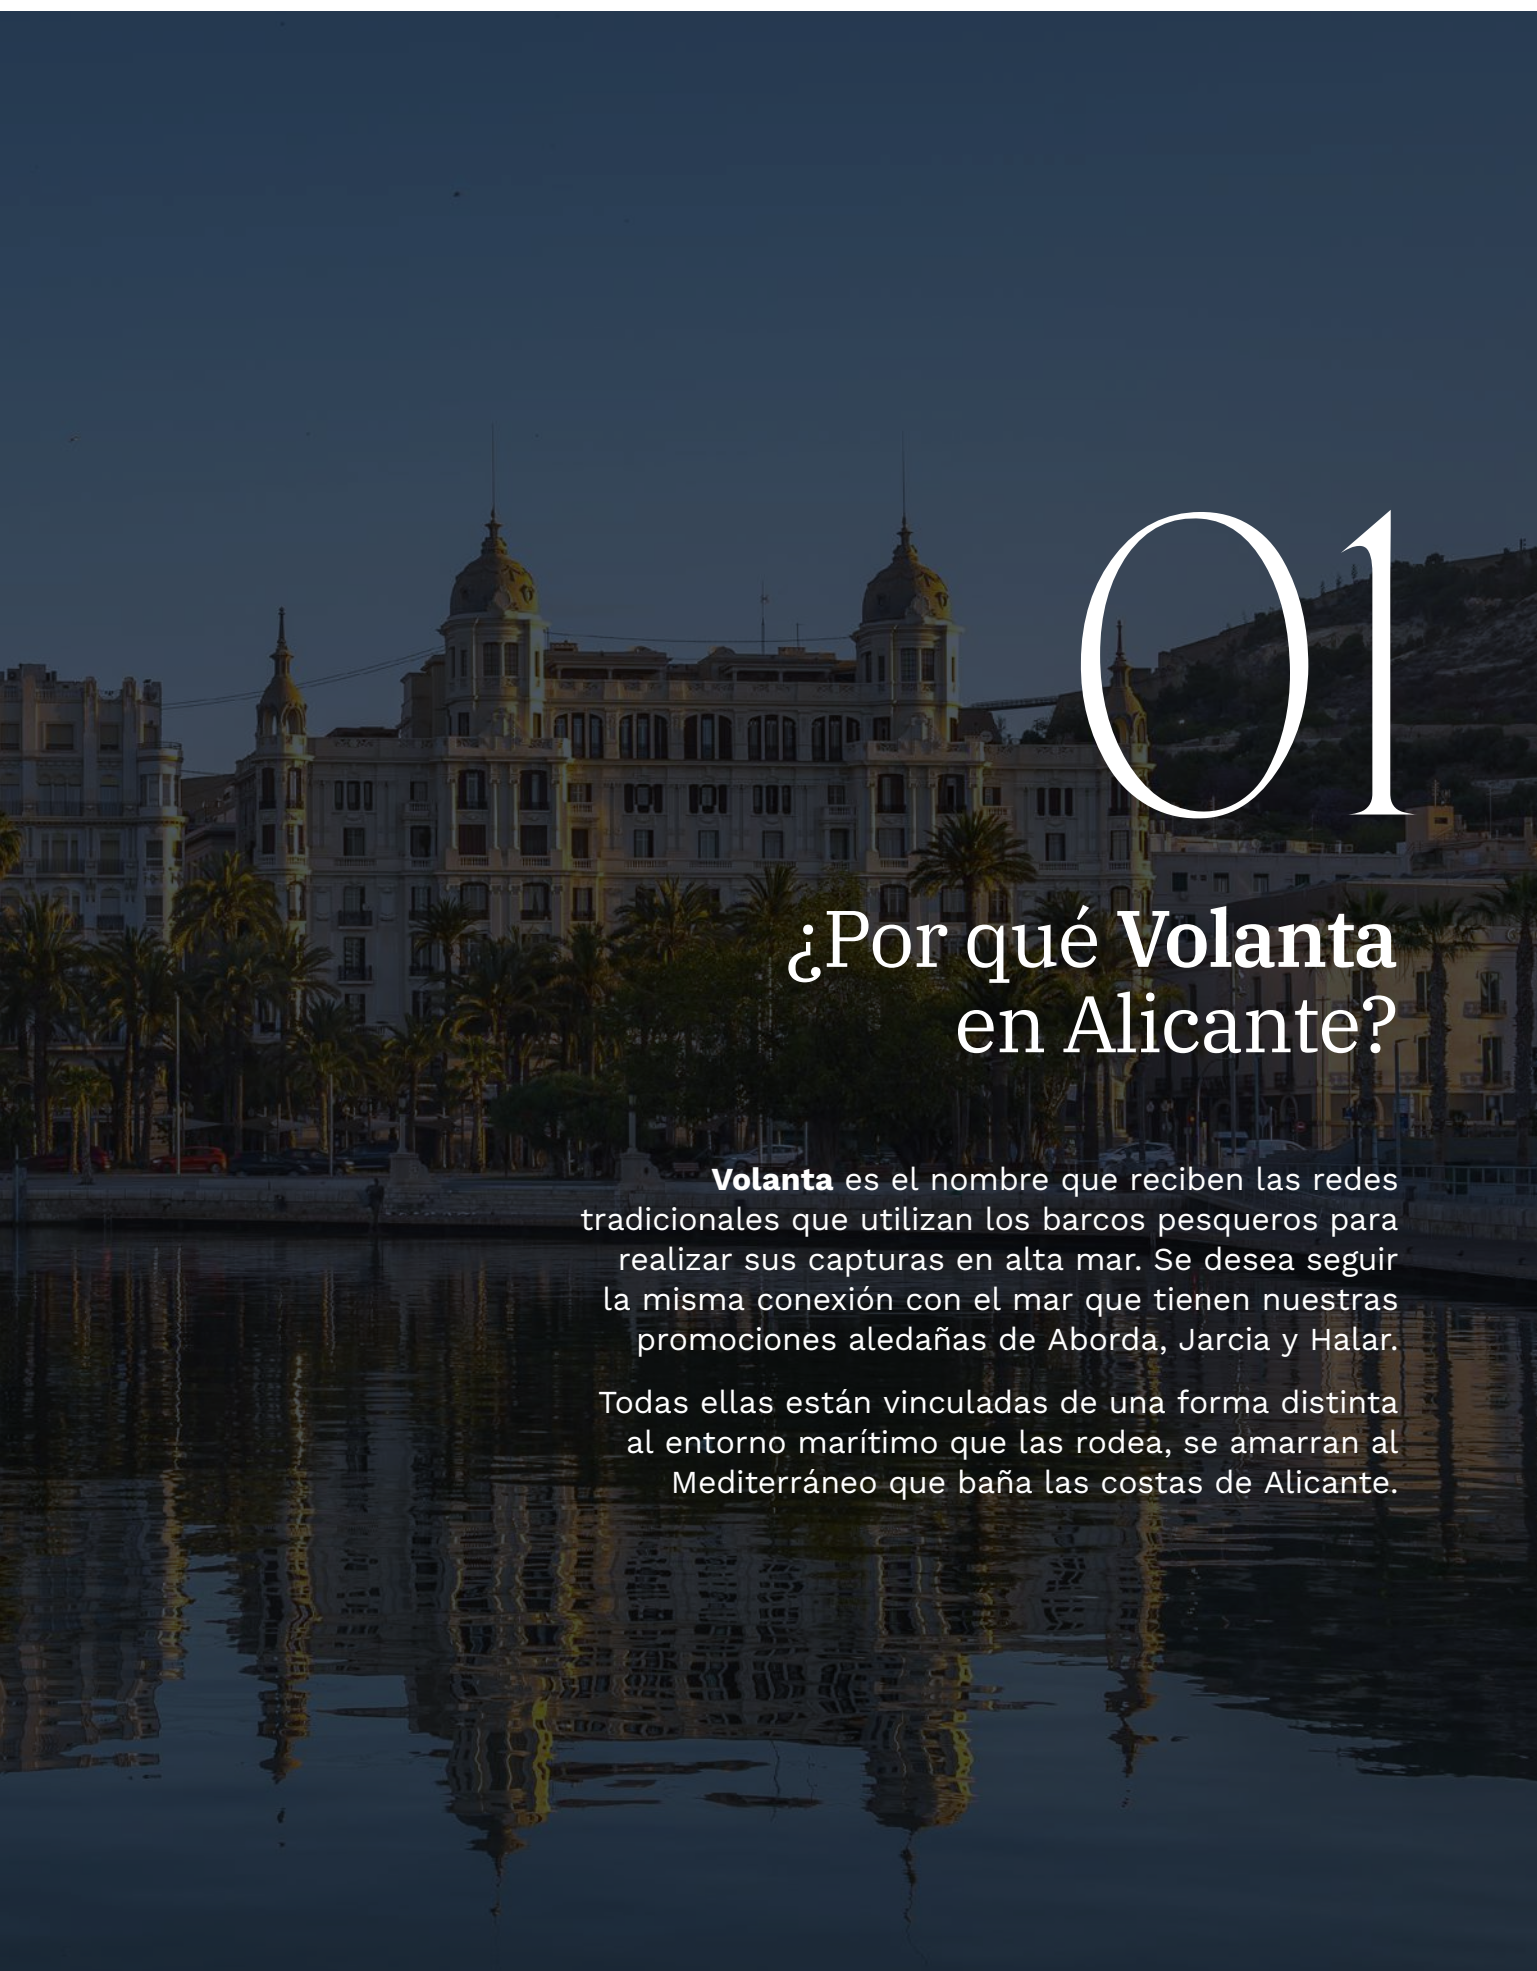 01
¿Por qué Volanta
en Alicante?
Volanta es el nombre que reciben las redes
tradicionales que utilizan los barcos pesqueros para
realizar sus capturas en alta mar. Se desea seguir
la misma conexión con el mar que tienen nuestras
promociones aledañas de Aborda, Jarcia y Halar.
Todas ellas están vinculadas de una forma distinta
al entorno marítimo que las rodea, se amarran al
Mediterráneo que baña las costas de Alicante.